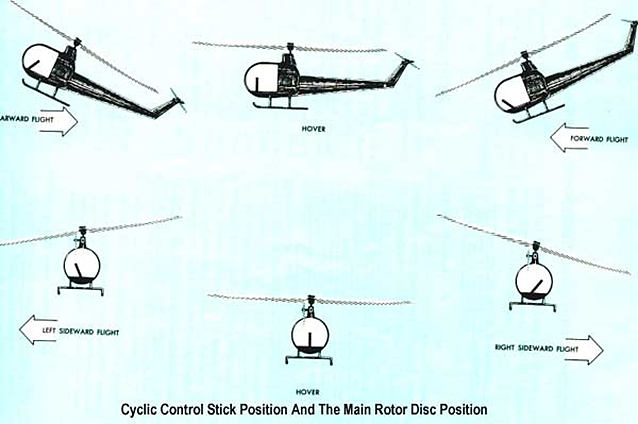 ARWARD FLIGHT
HOVER
FORWARD FLIGHT
LEFT SIDEWARD FLIGHT
RIGHT SIDEWARD FLIGHT
HOVER
Cyclic Control Stick Position And The Main Rotor Disc Position